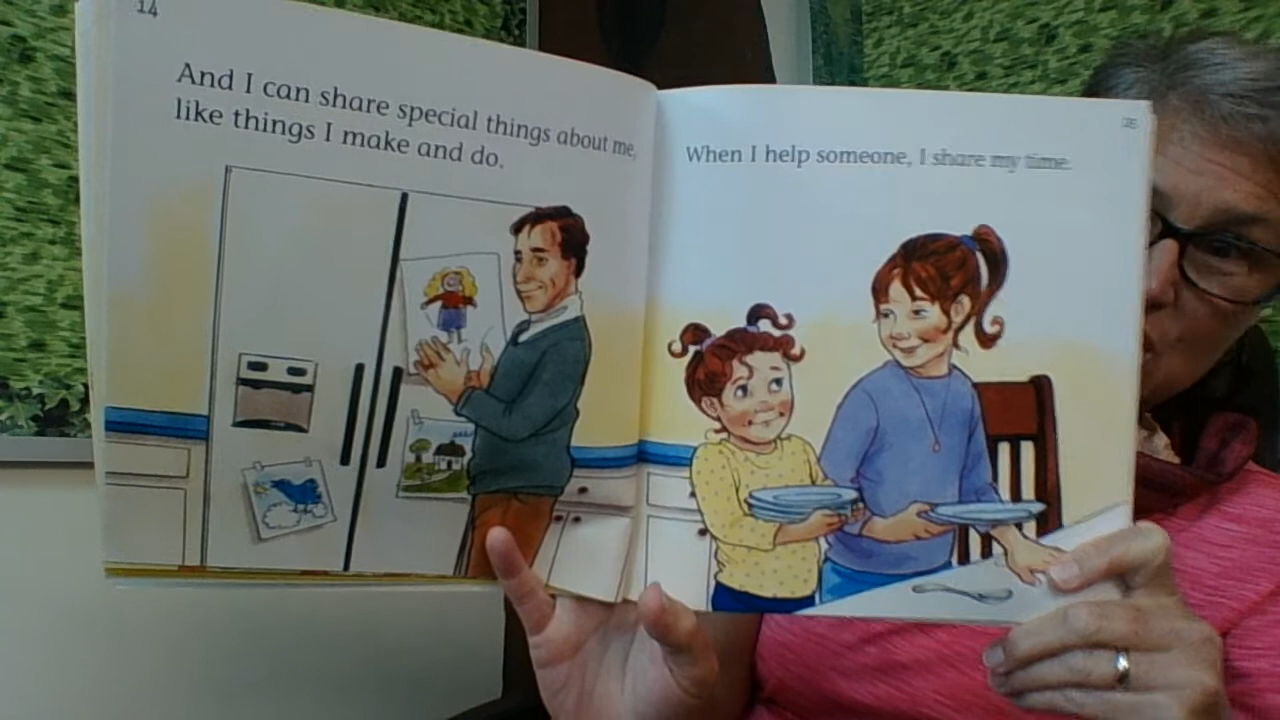 14
And I can share special things about me,
like things I make and do.
When I help someone, I share my time.